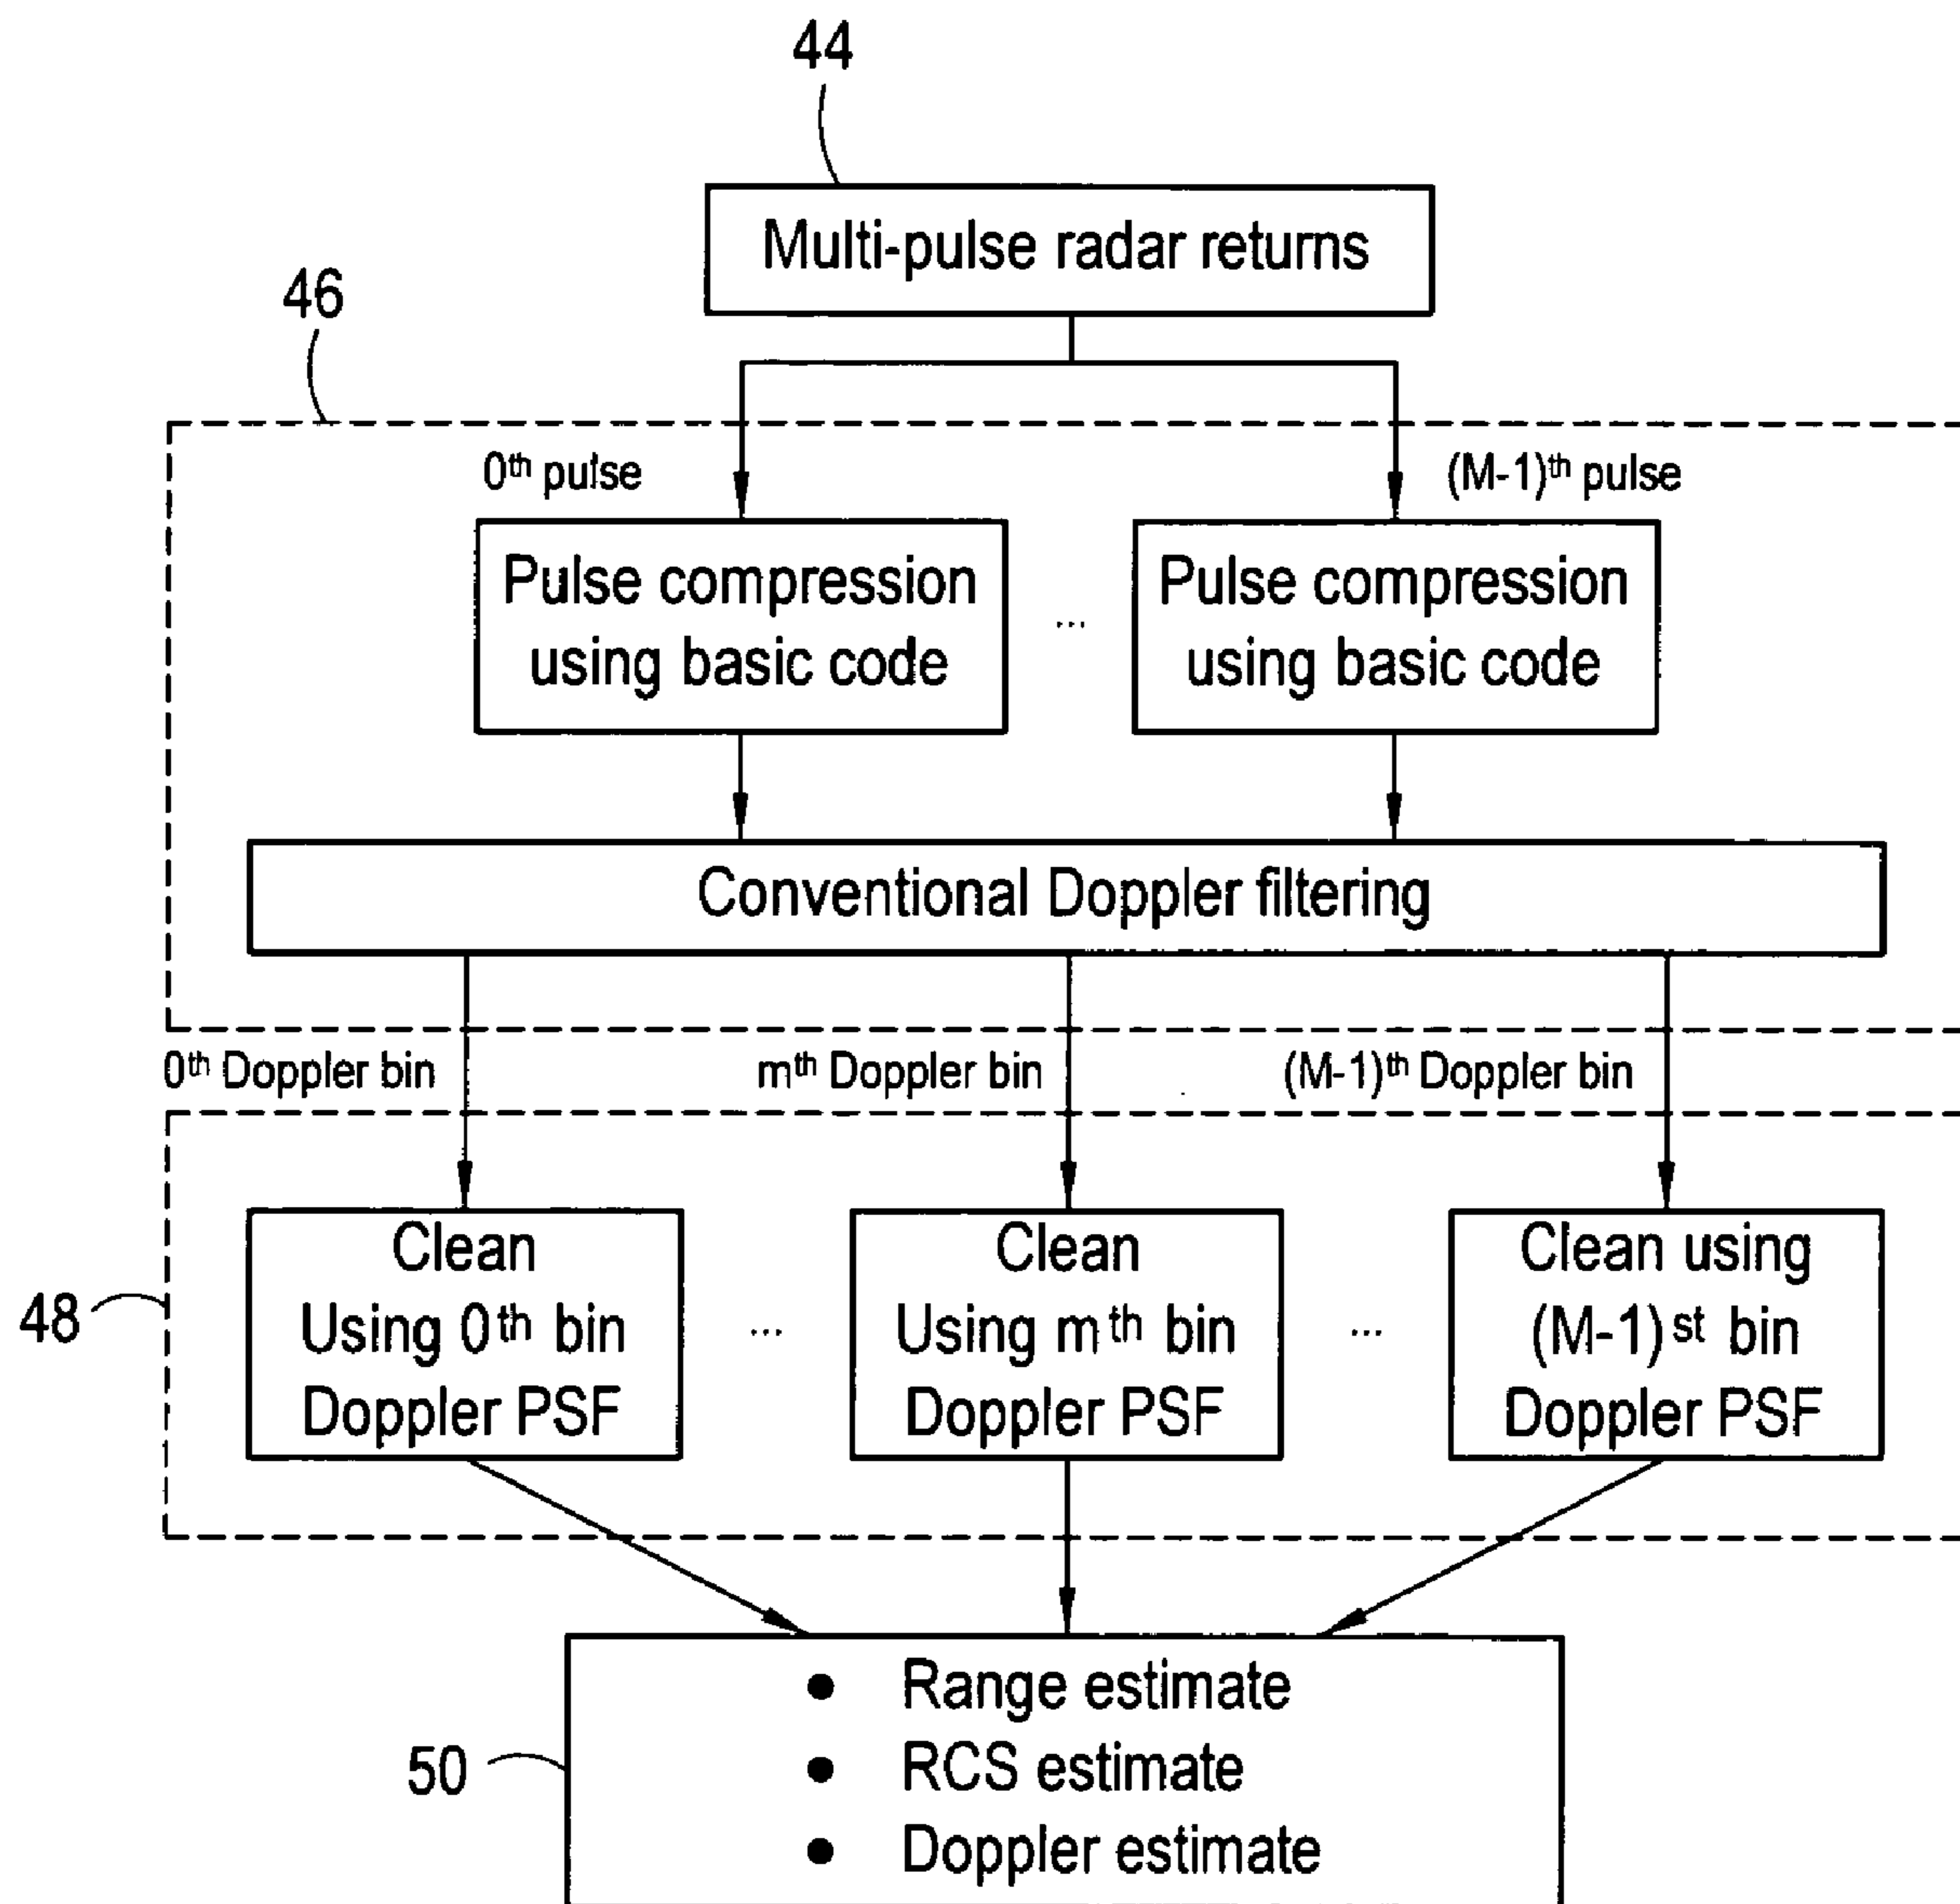 44
Multi-pulse radar returns
46
0th pulse
(M-1)th pulse
Pulse compression
using basic code
...
Pulse compression
using basic code
Conventional Doppler filtering
0th Doppler bin
mth Doppler bin
(M-1)th Doppler bin
48
Clean
Using 0th bin
Doppler PSF
...
Clean
Using mth bin
Doppler PSF
...
Clean using
(M-1)st bin
Doppler PSF
50
• Range estimate
• RCS estimate
• Doppler estimate